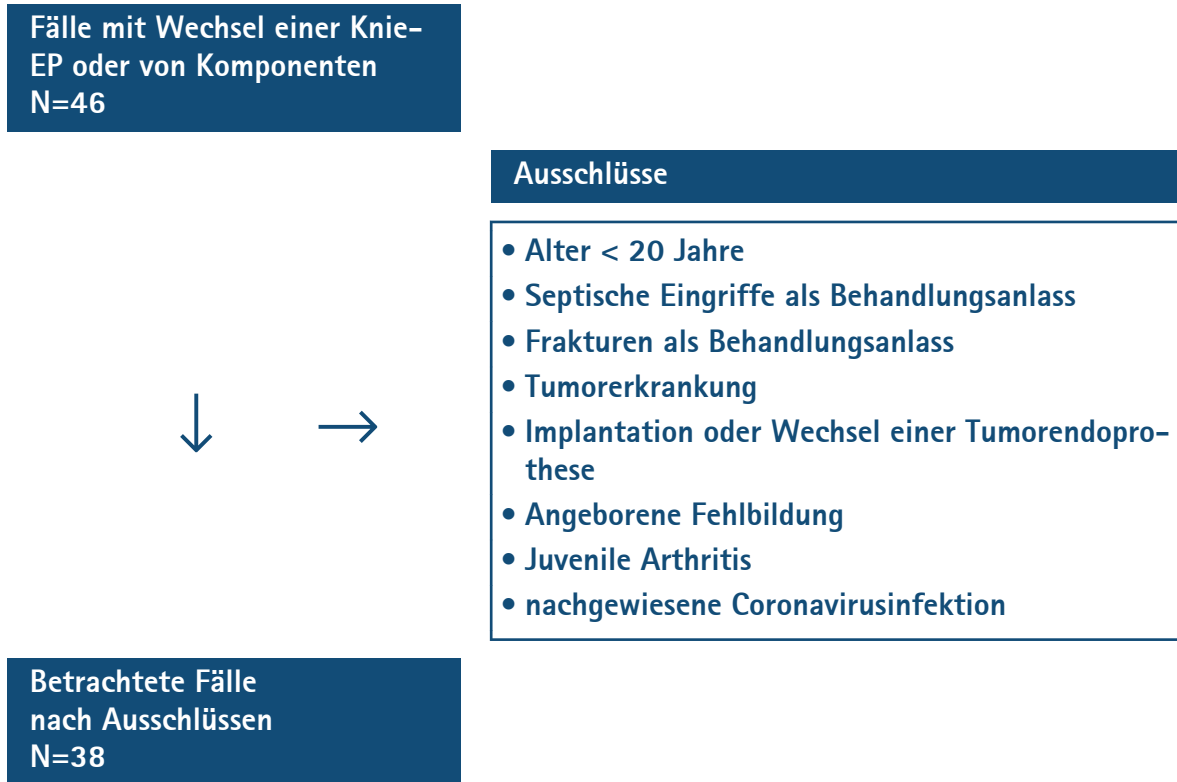 Fälle mit Wechsel einer Knie-
EP oder von Komponenten
N=46
Ausschlüsse
• Alter < 20 Jahre
• Septische Eingriffe als Behandlungsanlass
• Frakturen als Behandlungsanlass
• Tumorerkrankung
• Implantation oder Wechsel einer Tumorendopro-
these
• Angeborene Fehlbildung
• Juvenile Arthritis
• nachgewiesene Coronavirusinfektion
↓ →
Betrachtete Fälle
nach Ausschlüssen
N=38